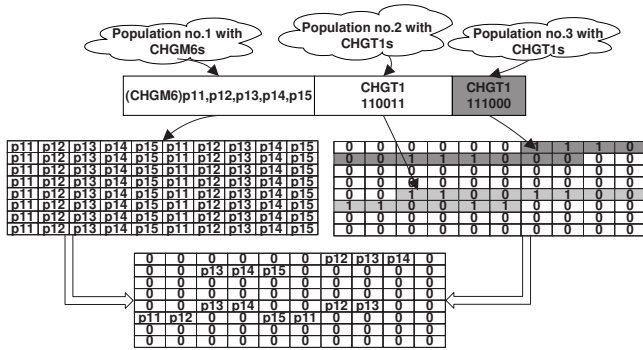 Population no.1 with
CHGM6s
Population no.2 with
CHGT1s
Population no.3 with
CHGT1s
(CHGM6)p11,p12,p13,p14,p15
CHGT1
110011
CHGT1
111000
p11 p12 p13 p14 p15 p11 p12 p13 p14 p15
p11 p12 p13 p14 p15 p11 p12 p13 p14 p15
p11 p12 p13 p14 p15 p11 p12 p13 p14 p15
p11 p12 p13 p14 p15 p11 p12 p13 p14 p15
p11 p12 p13 p14 p15 p11 p12 p13 p14 p15
p11 p12 p13 p14 p15 p11 p12 p13 p14 p15
p11 p12 p13 p14 p15 p11 p12 p13 p14 p15
p11 p12 p13 p14 p15 p11 p12 p13 p14 p15
0 0 0 0 0 0 1 1 1 0
0 0 1 1 1 0 0 0 0 0
0 0 0 0 0 0 0 0 0 0
0 0 0 0 0 0 0 0 0 0
0 0 1 1 0 0 1 1 0 0
1 1 0 0 1 1 0 0 0 0
0 0 0 0 0 0 0 0 0 0
0 0 0 0 0 0 0 0 0 0
0 0 0 0 0 0 p12 p13 p14 0
0 0 p13 p14 p15 0 0 0 0 0
0 0 0 0 0 0 0 0 0 0
0 0 0 0 0 0 0 0 0 0
0 0 p13 p14 0 0 p12 p13 0 0
p11 p12 0 0 p15 p11 0 0 0 0
0 0 0 0 0 0 0 0 0 0
0 0 0 0 0 0 0 0 0 0